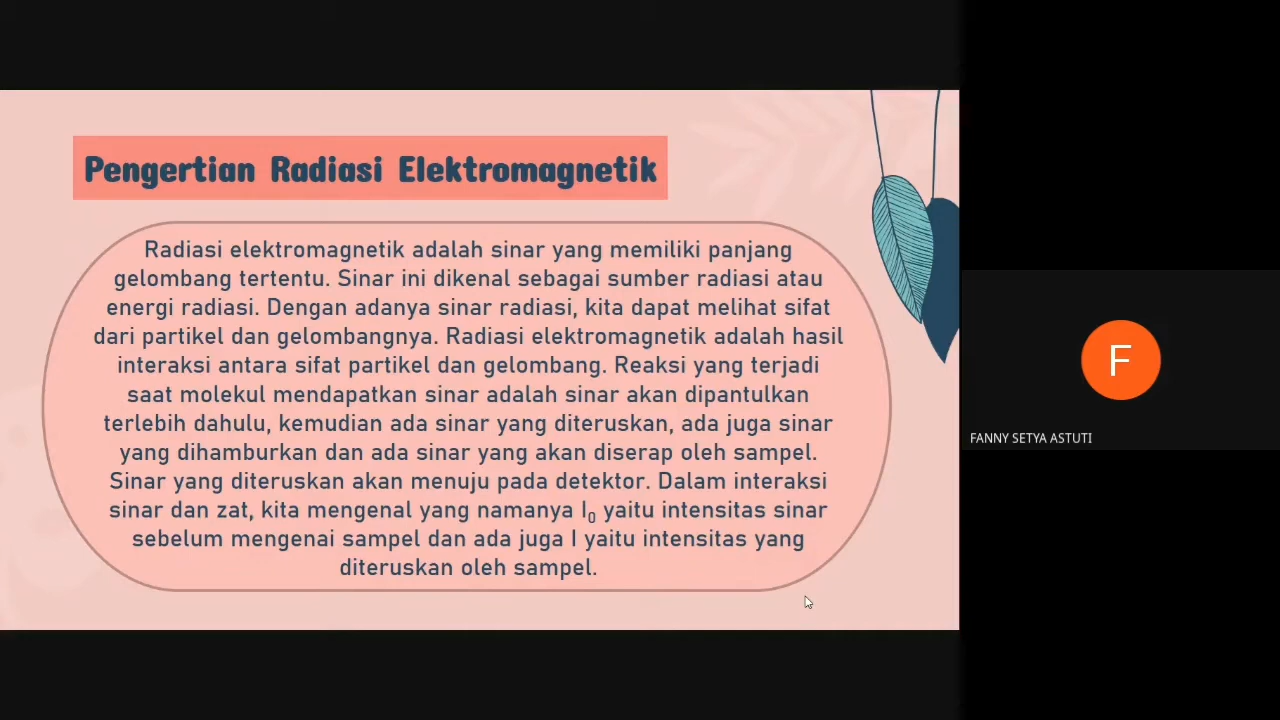 Pengertian Radiasi Elektromagnetik
Radiasi elektromagnetik adalah sinar yang memiliki panjang
gelombang tertentu. Sinar ini dikenal sebagai sumber radiasi atau
energi radiasi. Dengan adanya sinar radiasi, kita dapat melihat sifat
dari partikel dan gelombangnya. Radiasi elektromagnetik adalah hasil
interaksi antara sifat partikel dan gelombang. Reaksi yang terjadi
saat molekul mendapatkan sinar adalah sinar akan dipantulkan
terlebih dahulu, kemudian ada sinar yang diteruskan, ada juga sinar
yang dihamburkan dan ada sinar yang akan diserap oleh sampel.
Sinar yang diteruskan akan menuju pada detektor. Dalam interaksi
sinar dan zat, kita mengenal yang namanya I₀ yaitu intensitas sinar
sebelum mengenai sampel dan ada juga I yaitu intensitas yang
diteruskan oleh sampel.
F
FANNY SETYA ASTUTI